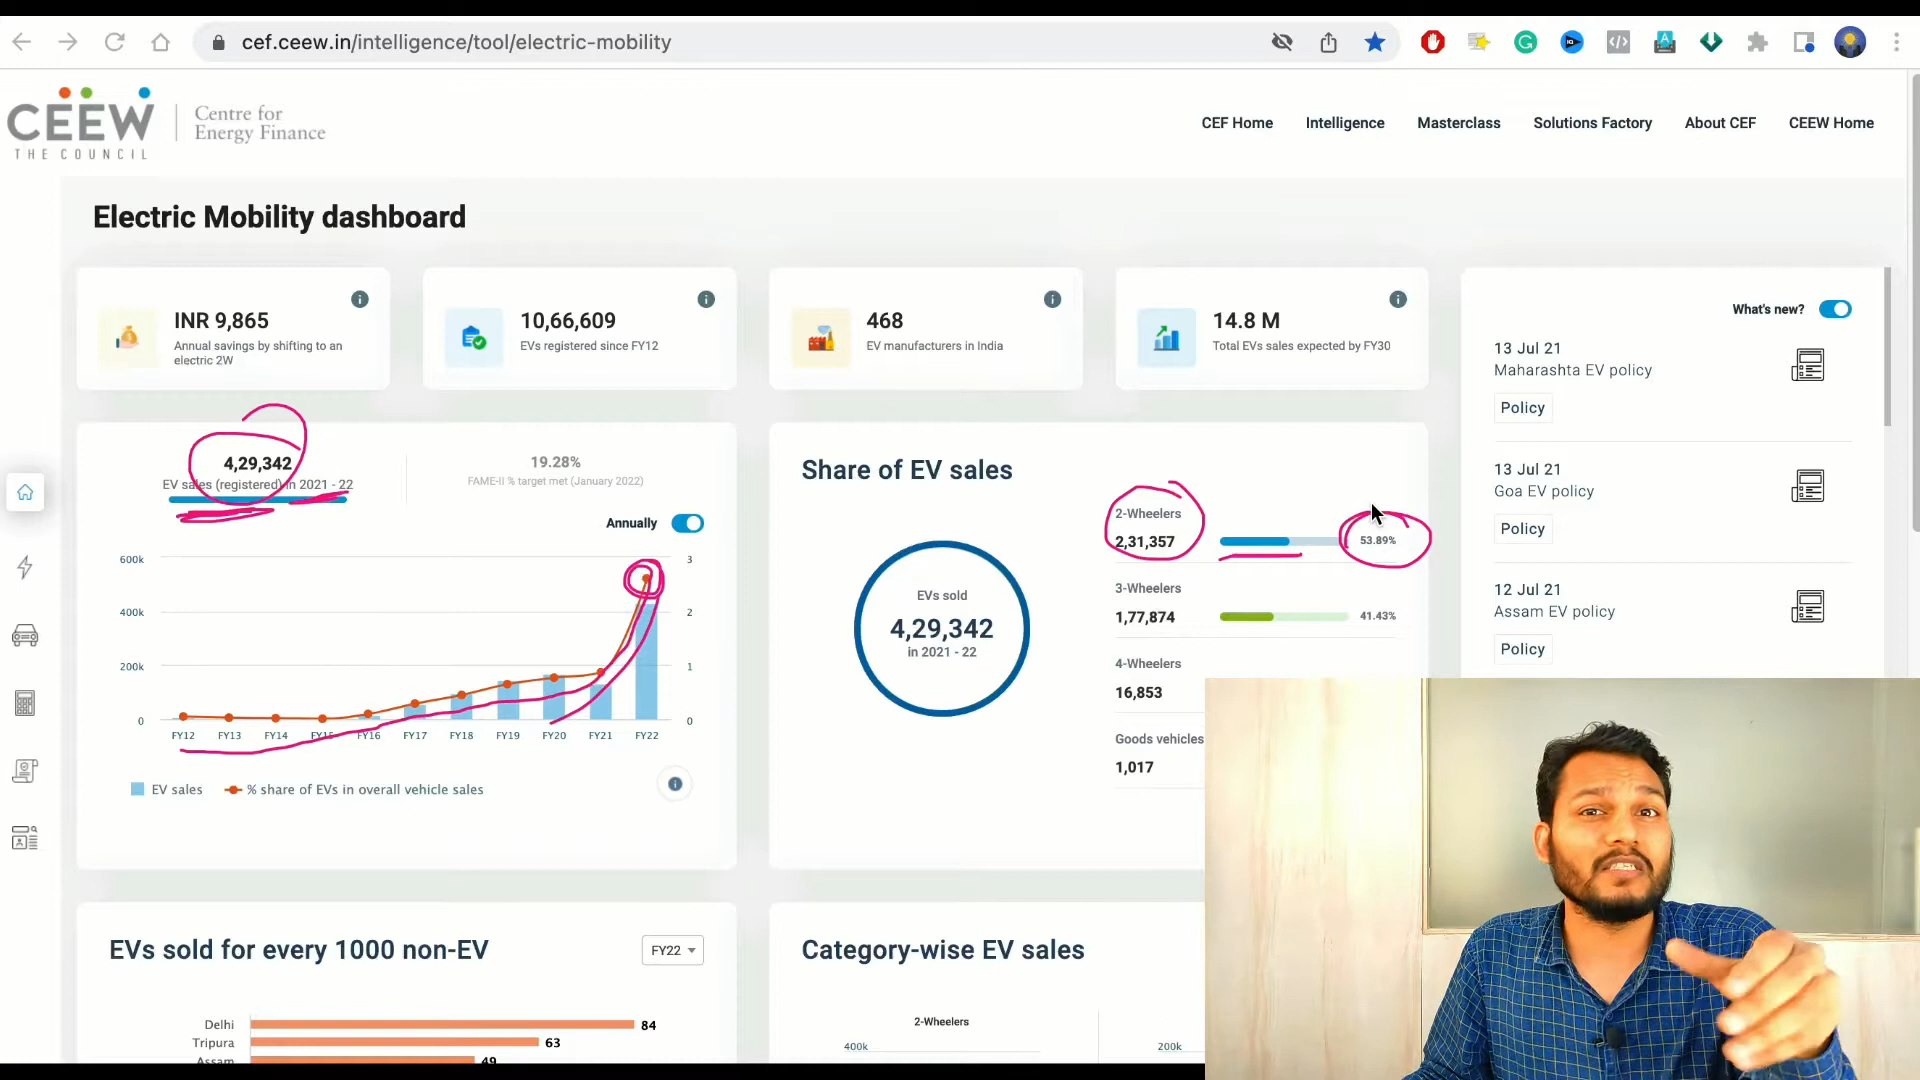 cef.ceew.in/intelligence/tool/electric-mobility
CEEW
THE COUNCIL
Centre for
Energy Finance
CEF Home
Intelligence
Masterclass
Solutions Factory
About CEF
CEEW Home
Electric Mobility dashboard
INR 9,865
Annual savings by shifting to an
electric 2W
10,66,609
EVs registered since FY12
468
EV manufacturers in India
14.8 M
Total EVs sales expected by FY30
What's new?
13 Jul 21
Maharashtra EV policy
Policy
13 Jul 21
Goa EV policy
Policy
12 Jul 21
Assam EV policy
Policy
4,29,342
EV sales (registered) in 2021 - 22
19.28%
FAME-II % target met (January 2022)
Annually
600k
400k
200k
0
3
2
1
0
FY12 FY13 FY14 FY15 FY16 FY17 FY18 FY19 FY20 FY21 FY22
EV sales
% share of EVs in overall vehicle sales
Share of EV sales
EVs sold
4,29,342
in 2021 - 22
2-Wheelers
2,31,357
53.89%
3-Wheelers
1,77,874
41.43%
4-Wheelers
16,853
Goods vehicles
1,017
EVs sold for every 1000 non-EV
FY22
Delhi
84
Tripura
63
Assam
49
Category-wise EV sales
2-Wheelers
400k
200k